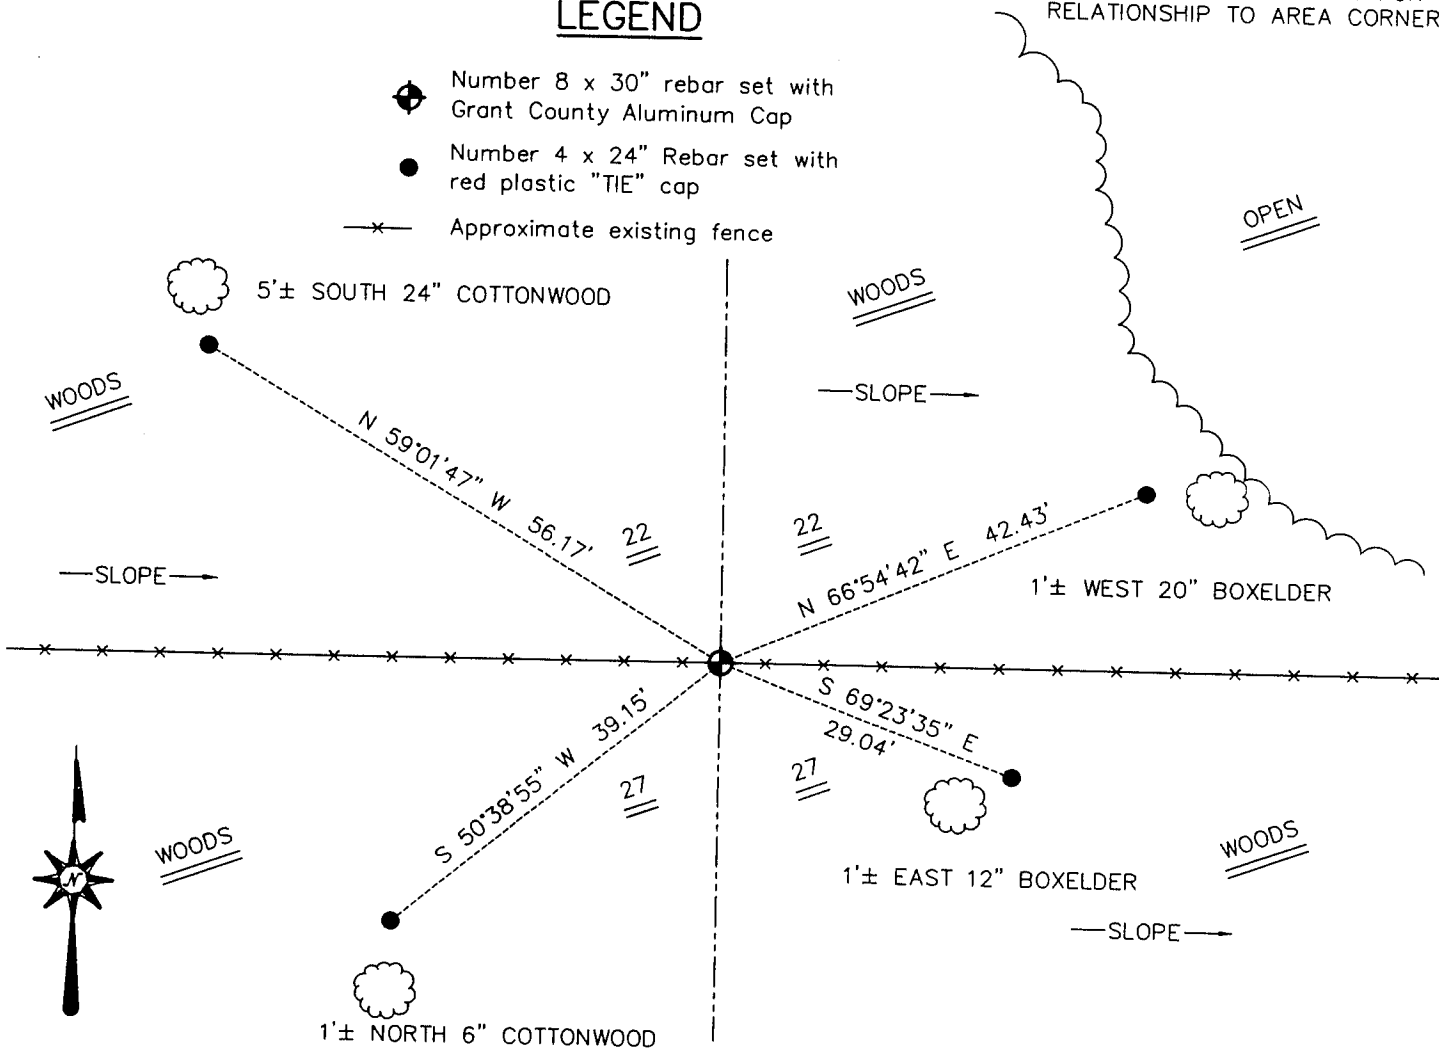 LEGEND
RELATIONSHIP TO AREA CORNER
Number 8 x 30" rebar set with
Grant County Aluminum Cap
Number 4 x 24" Rebar set with
red plastic "TIE" cap
Approximate existing fence
OPEN
5'± SOUTH 24" COTTONWOOD
WOODS
WOODS
SLOPE
N 59°01'47" W 56.17'
22
22
N 66°54'42" E 42.43'
SLOPE
1'± WEST 20" BOXELDER
S 69°23'35" E
29.04'
S 50°38'55" W 39.15'
27
27
WOODS
WOODS
N
1'± EAST 12" BOXELDER
SLOPE
1'± NORTH 6" COTTONWOOD